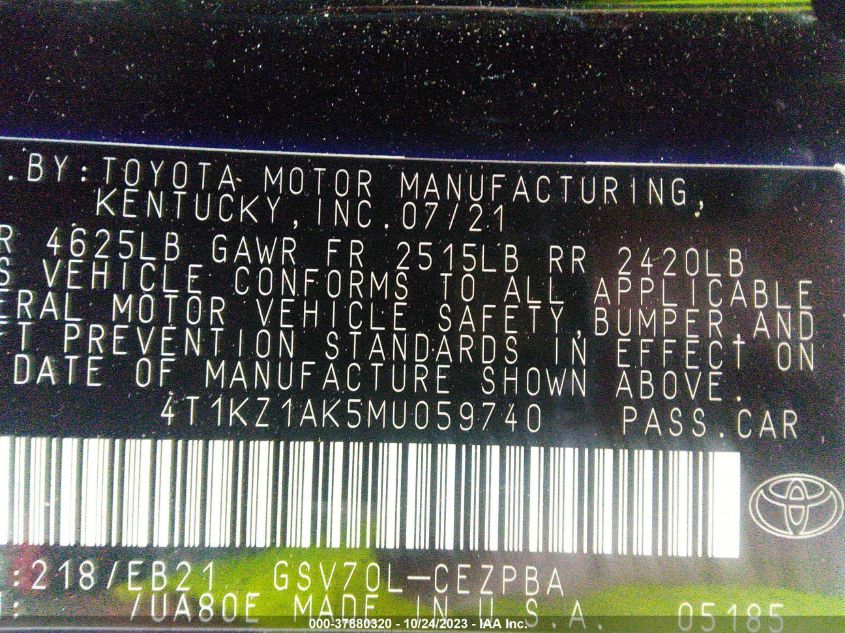 .BY:TOYOTA MOTOR MANUFACTURING,
KENTUCKY, INC.07/21
R 4625LB GAWR FR 2515LB RR 2420LB
S VEHICLE CONFORMS TO ALL APPLICABLE
ERAL MOTOR VEHICLE SAFETY,BUMPER,AND
FT PREVENTION STANDARDS IN EFFECT ON
DATE OF MANUFACTURE SHOWN ABOVE.
4T1KZ1AK5MU059740 PASS.CAR
:218/EB21 GSV70L-CEZPBA
/UA80E MADE IN U.S.A. 05185
000-37680320 - 10/24/2023 - IAA Inc.